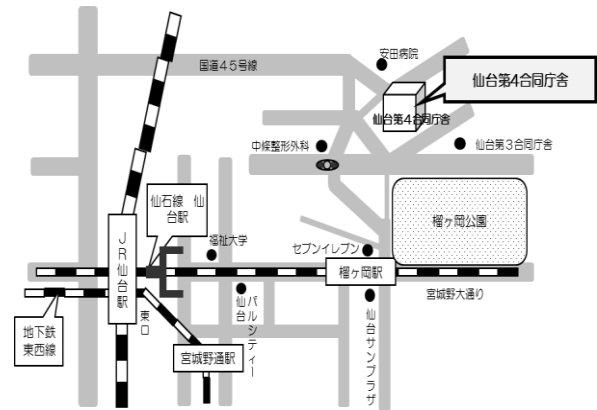 安田病院
国道45号線
仙台第4合同庁舎
仙台第4合同庁舎
中條整形外科
仙台第3合同庁舎
仙石線 仙
台駅
榴ヶ岡公園
福祉大学
セブンイレブン
JR仙台駅
榴ヶ岡駅
宮城野大通り
地下鉄
東西線
東口
仙台
パルシティー
仙台サンプラザ
宮城野通駅